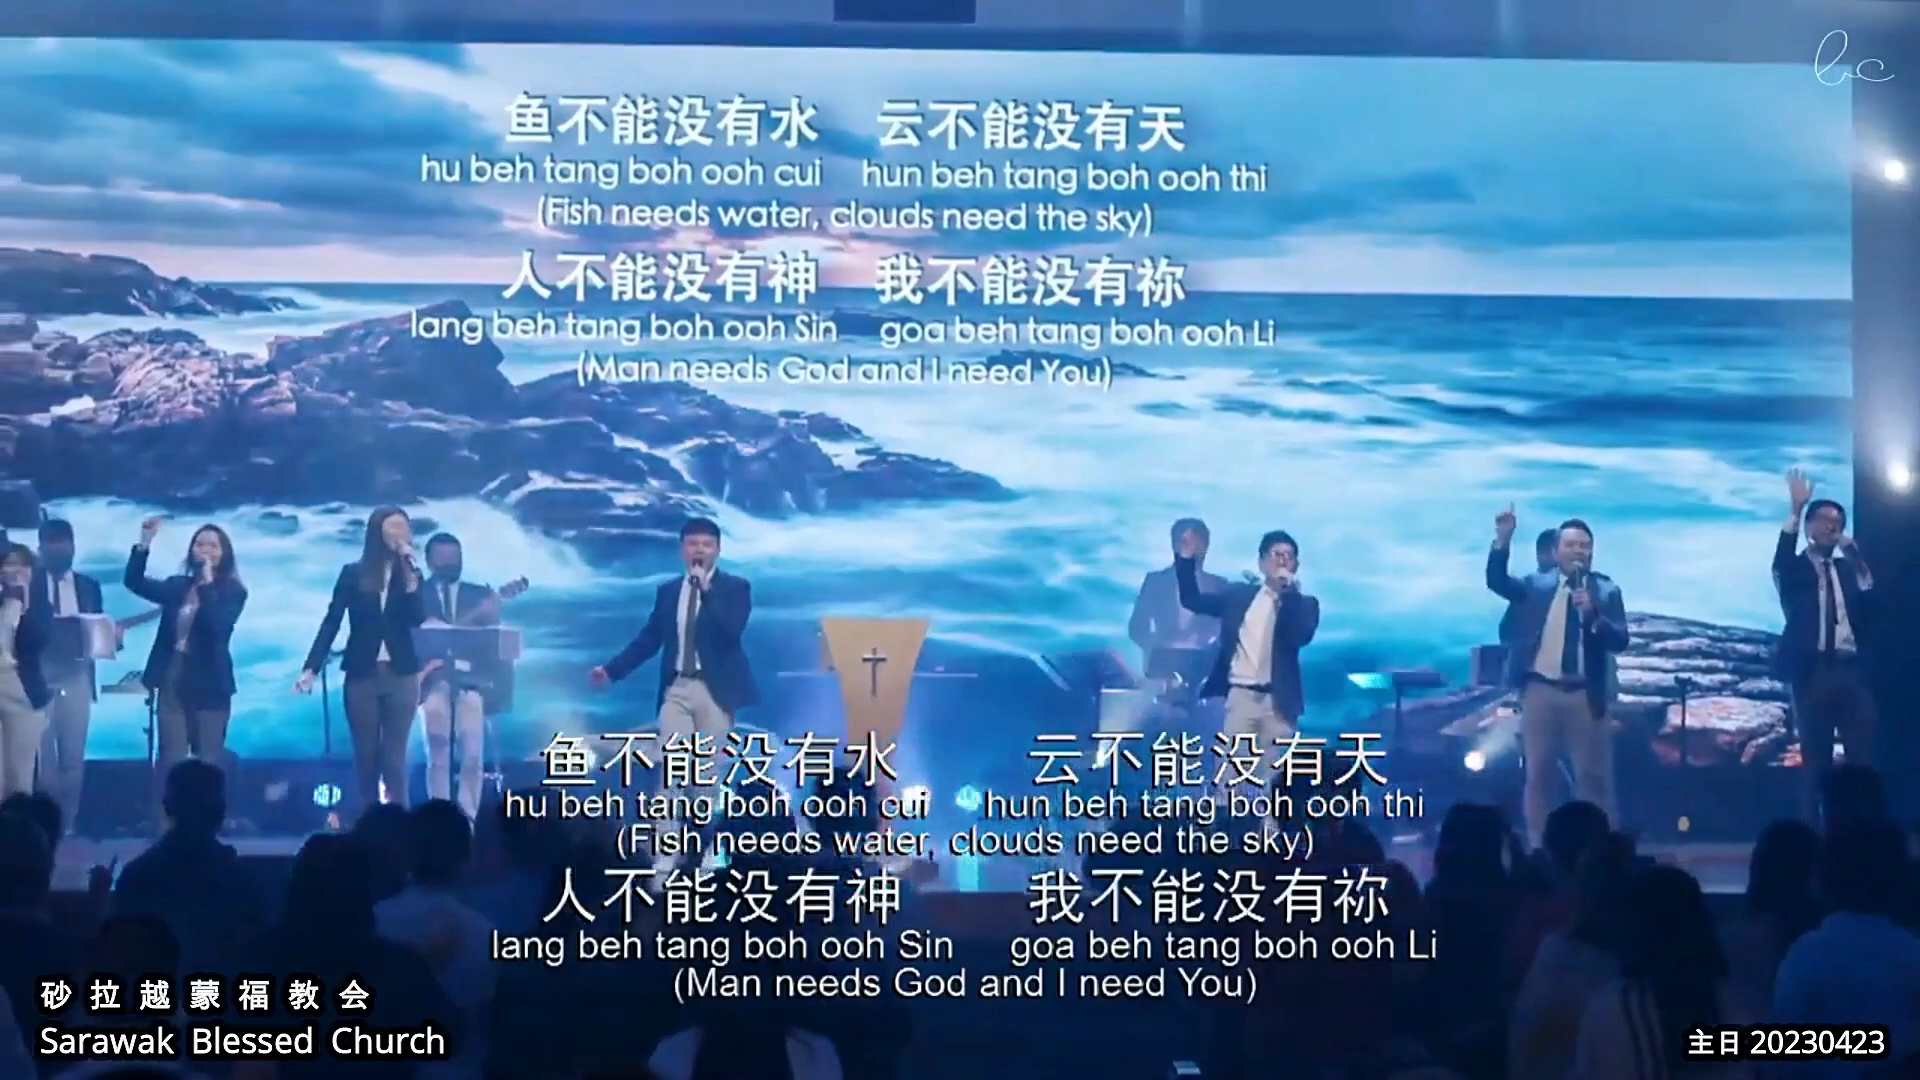 鱼不能没有水 云不能没有天
hu beh tang boh ooh cui hun beh tang boh ooh thi
(Fish needs water, clouds need the sky)
人不能没有神 我不能没有祢
lang beh tang boh ooh Sin goa beh tang boh ooh Li
(Man needs God and I need You)
鱼不能没有水 云不能没有天
hu beh tang boh ooh cui hun beh tang boh ooh thi
(Fish needs water, clouds need the sky)
人不能没有神 我不能没有祢
lang beh tang boh ooh Sin goa beh tang boh ooh Li
(Man needs God and I need You)
砂拉越蒙福教会
Sarawak Blessed Church
主日 20230423